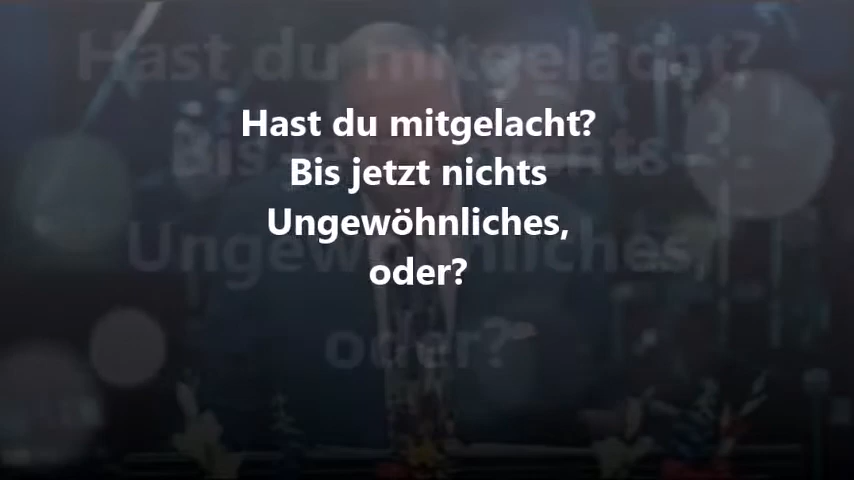 Hast du mitgelacht?
Bis jetzt nichts
Ungewöhnliches,
oder?